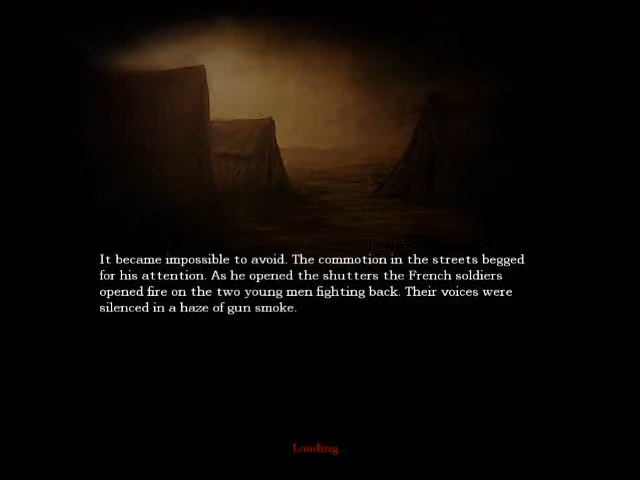 It became impossible to avoid. The commotion in the streets begged
for his attention. As he opened the shutters the French soldiers
opened fire on the two young men fighting back. Their voices were
silenced in a haze of gun smoke.
Loading...